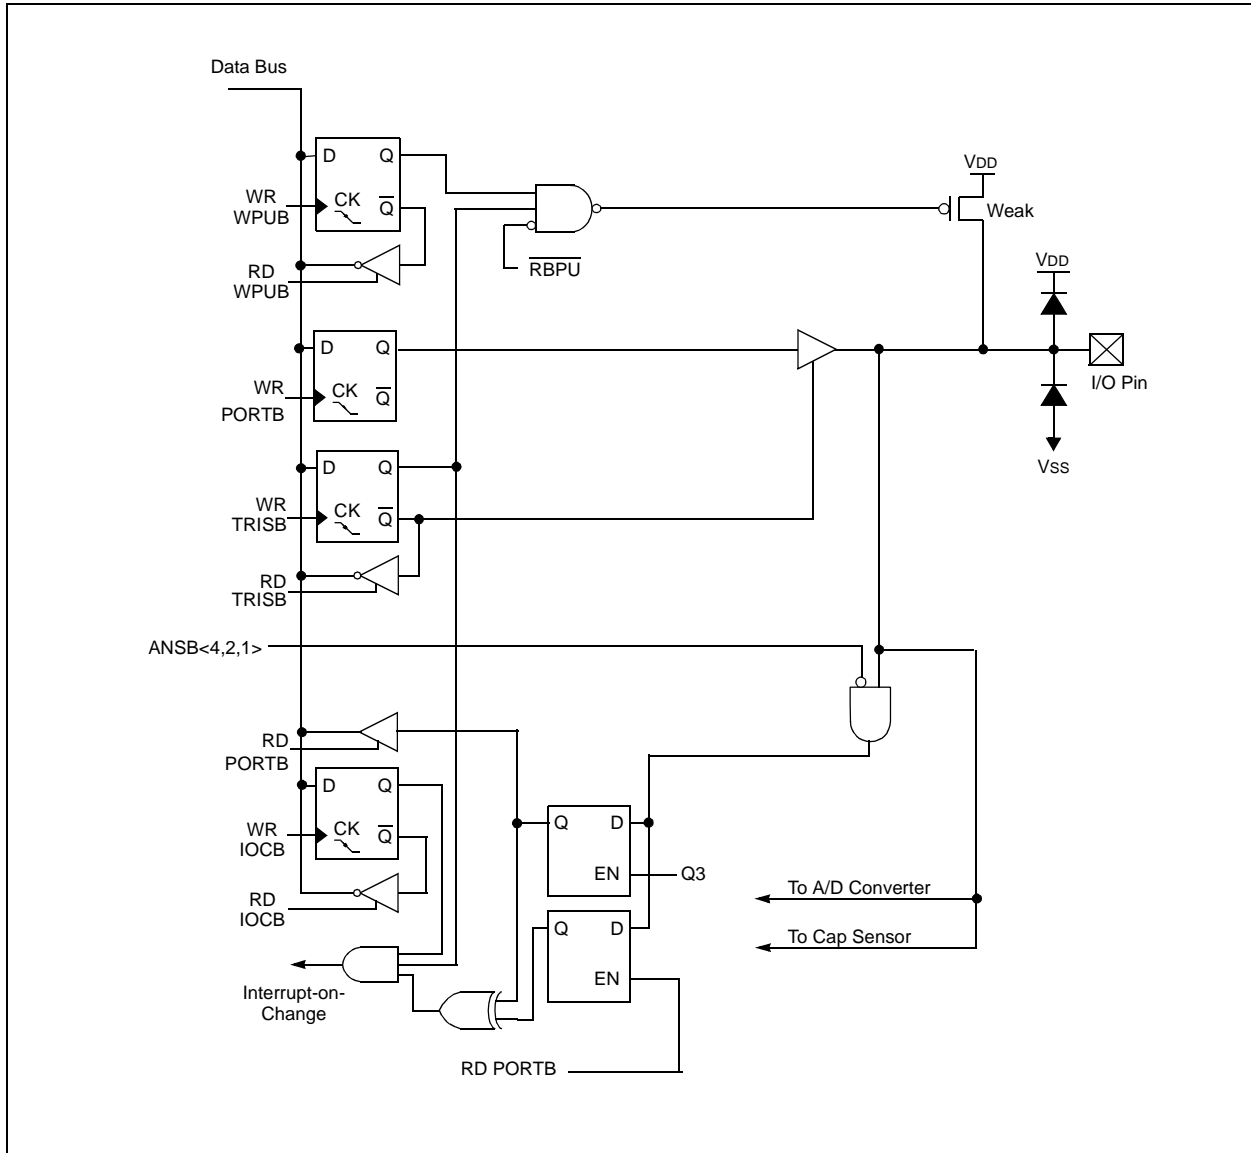 Data Bus
D Q
VDD
WR
WPUB
CK
Q̅
Weak
RBPU
RD
WPUB
VDD
D Q
WR
PORTB
CK
Q̅
I/O Pin
D Q
VSS
WR
TRISB
CK
Q̅
RD
TRISB
ANSB<4,2,1>
RD
PORTB
D Q
WR
IOCB
CK
Q̅
Q D
EN
Q3
RD
IOCB
To A/D Converter
Q D
To Cap Sensor
EN
Interrupt-on-
Change
RD PORTB